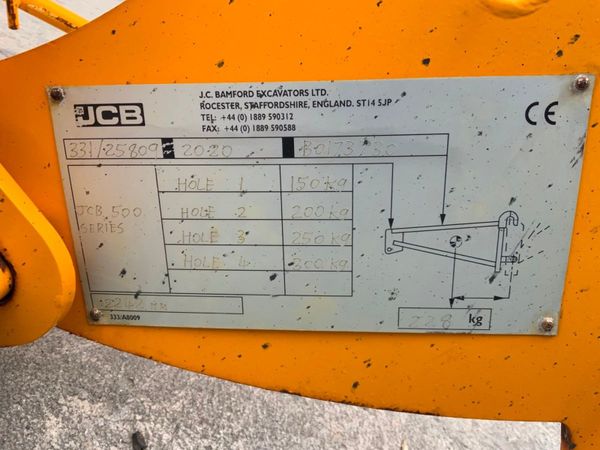 JCB
J.C. BAMFORD EXCAVATORS LTD.
ROCESTER, STAFFORDSHIRE, ENGLAND. ST14 5JP
TEL: +44 (0) 1889 590312
FAX: +44 (0) 1889 590588
CE
331/25809 2020
JCB 500 SERIES
HOLE 1 150kg
HOLE 2 200kg
HOLE 3 250kg
HOLE 4 300kg
kg
333/A8009